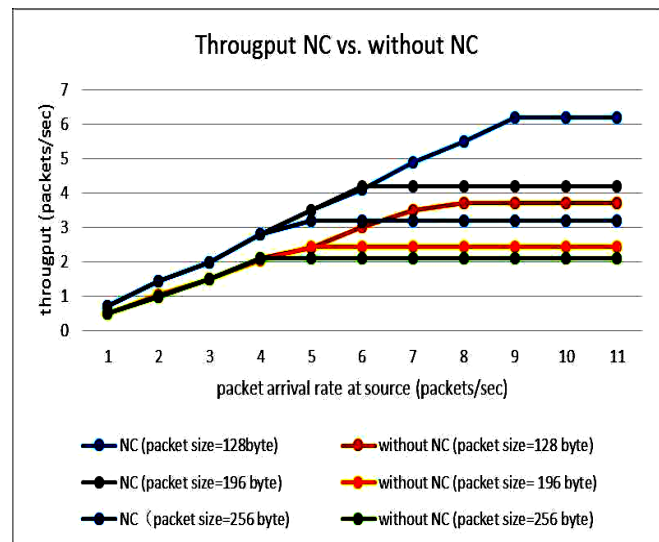 Througput NC vs. without NC
througput (packets/sec)
7
6
5
4
3
2
1
0
1 2 3 4 5 6 7 8 9 10 11
packet arrival rate at source (packets/sec)
NC (packet size=128byte) without NC (packet size=128 byte)
NC (packet size=196 byte) without NC (packet size= 196 byte)
NC（packet size=256 byte) without NC (packet size=256 byte)